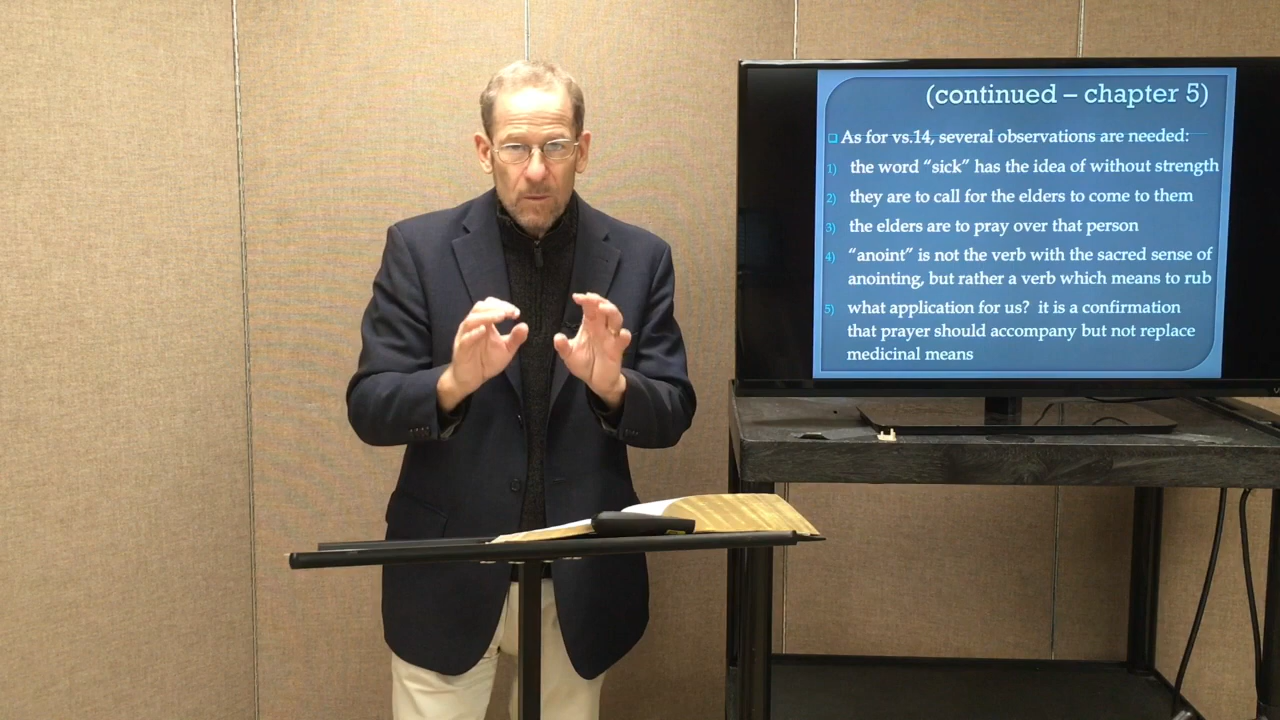 (continued – chapter 5)
As for vs.14, several observations are needed:
1) the word “sick” has the idea of without strength
2) they are to call for the elders to come to them
3) the elders are to pray over that person
4) “anoint” is not the verb with the sacred sense of
anointing, but rather a verb which means to rub
5) what application for us? it is a confirmation
that prayer should accompany but not replace
medicinal means